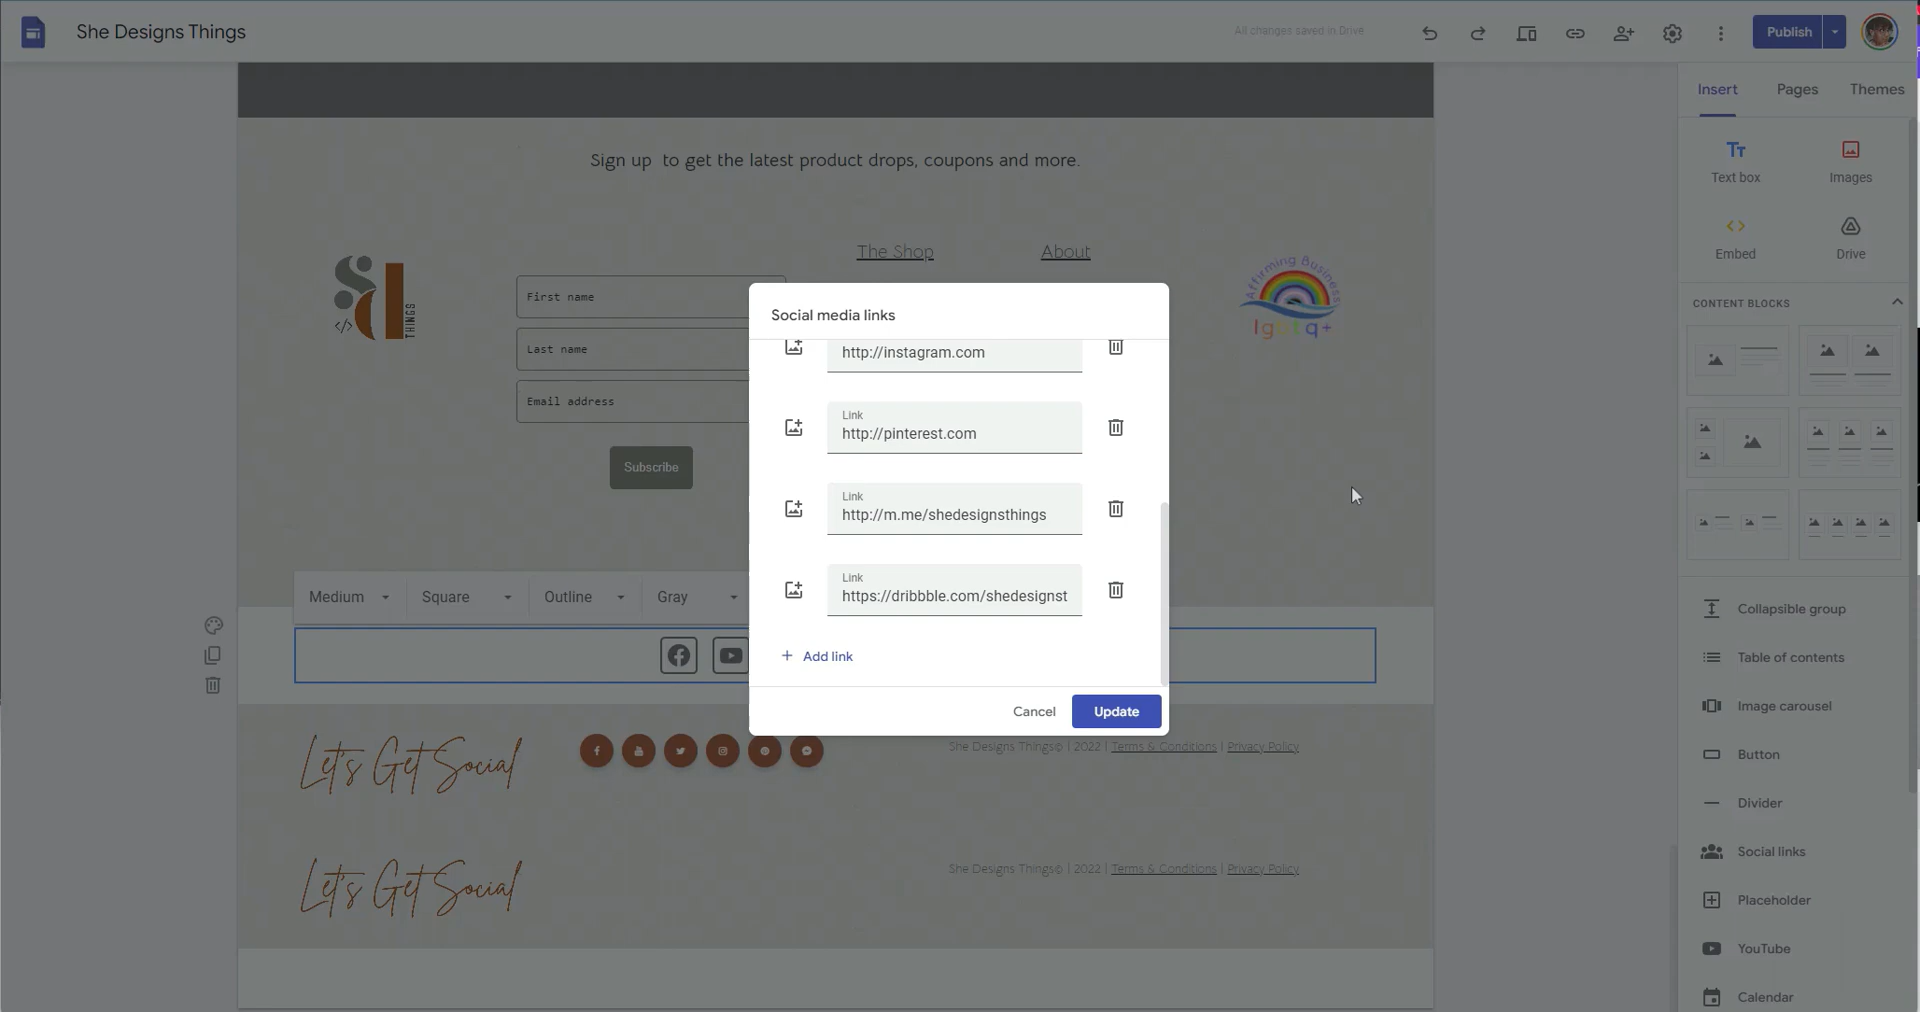 She Designs Things
All changes saved in Drive
Publish
Insert
Pages
Themes
Sign up to get the latest product drops, coupons and more.
Tt
Text box
Images
Embed
Drive
The Shop
About
THINGS
First name
Last name
Email address
Subscribe
Affirming Business
lgbtq+
CONTENT BLOCKS
Social media links
http://instagram.com
Link
http://pinterest.com
Link
http://m.me/shedesignsthings
Link
https://dribbble.com/shedesignst
Add link
Cancel
Update
Medium
Square
Outline
Gray
Let's Get Social
She Designs Things© | 2022 | Terms & Conditions | Privacy Policy
Let's Get Social
She Designs Things© | 2022 | Terms & Conditions | Privacy Policy
Collapsible group
Table of contents
Image carousel
Button
Divider
Social links
Placeholder
YouTube
Calendar